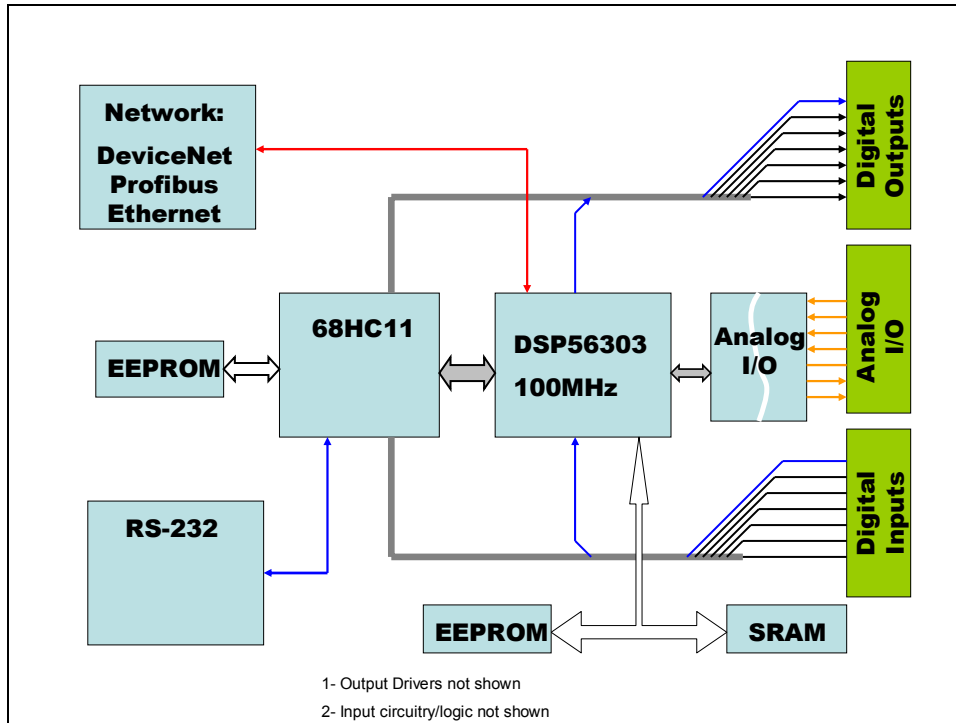 Network:
DeviceNet
Profibus
Ethernet
Digital
Outputs
68HC11
DSP56303
100MHz
Analog
I/O
Analog
I/O
EEPROM
RS-232
Digital
Inputs
EEPROM
SRAM
1- Output Drivers not shown
2- Input circuitry/logic not shown